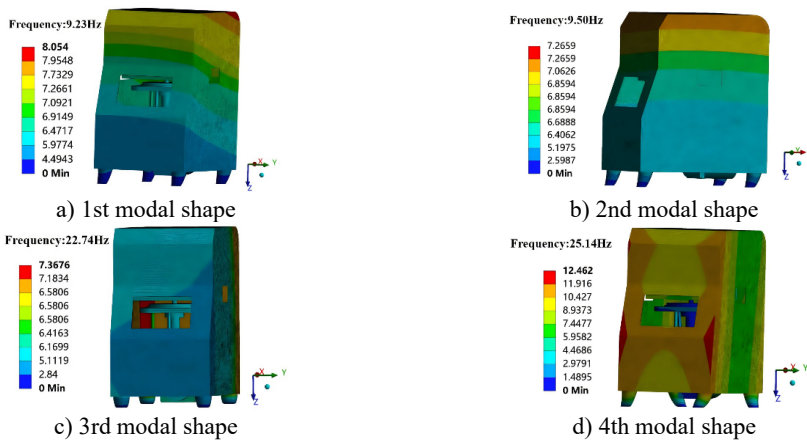 Frequency:9.23Hz
8.054
7.9548
7.7329
7.2661
7.0921
6.9149
6.4717
5.9774
4.4943
0 Min
X
Y
Z
a) 1st modal shape
Frequency:9.50Hz
7.2659
7.2659
7.0626
6.8594
6.8594
6.6888
6.4062
5.1975
2.5987
0 Min
Z
b) 2nd modal shape
Frequency:22.74Hz
7.3676
7.1834
6.5806
6.5806
6.4163
6.1699
5.1119
2.84
0 Min
X
Y
Z
c) 3rd modal shape
Frequency:25.14Hz
12.462
11.916
10.427
8.9373
7.4477
5.9582
4.4686
2.9791
1.4895
0 Min
X
Y
Z
d) 4th modal shape